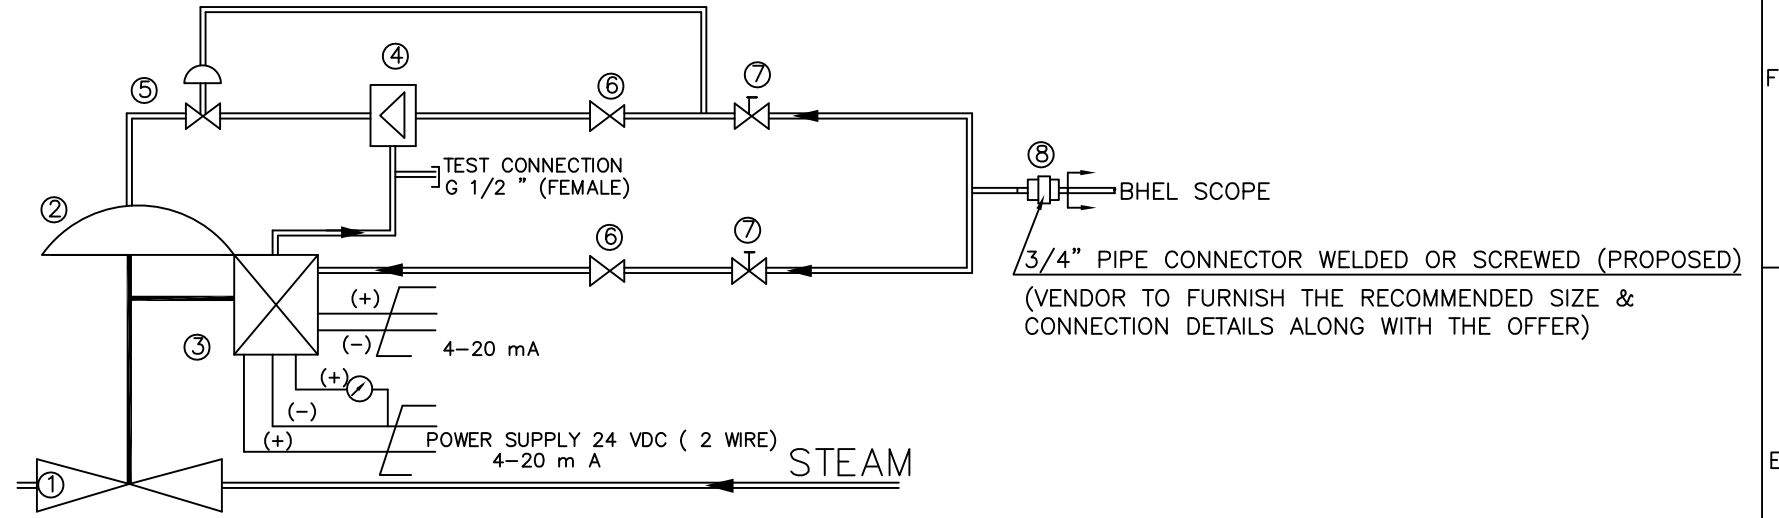 4
F
5
6
7
8
TEST CONNECTION
G 1/2 " (FEMALE)
BHEL SCOPE
2
6
7
3/4" PIPE CONNECTOR WELDED OR SCREWED (PROPOSED)
(VENDOR TO FURNISH THE RECOMMENDED SIZE &
CONNECTION DETAILS ALONG WITH THE OFFER)
(+)
(-)
3
4-20 mA
(+)
(-)
(+)
POWER SUPPLY 24 VDC ( 2 WIRE)
4-20 m A
STEAM
E
1